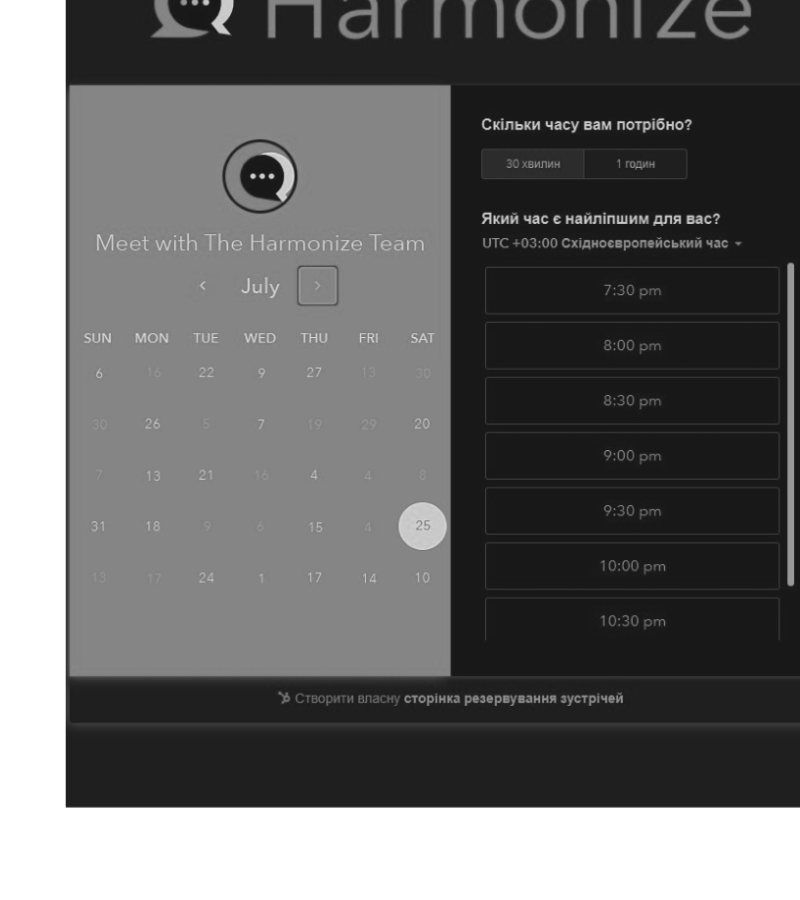 Harmonize
Meet with The Harmonize Team
July
SUN MON TUE WED THU FRI SAT
6 16 22 9 27 13 30
30 26 5 7 19 29 20
7 13 21 16 4 4 8
31 18 9 6 15 4 25
13 17 24 1 17 14 10
Скільки часу вам потрібно?
30 хвилин 1 годин
Який час є найліпшим для вас?
UTC +03:00 Східноєвропейський час
7:30 pm
8:00 pm
8:30 pm
9:00 pm
9:30 pm
10:00 pm
10:30 pm
Створити власну сторінка резервування зустрічей